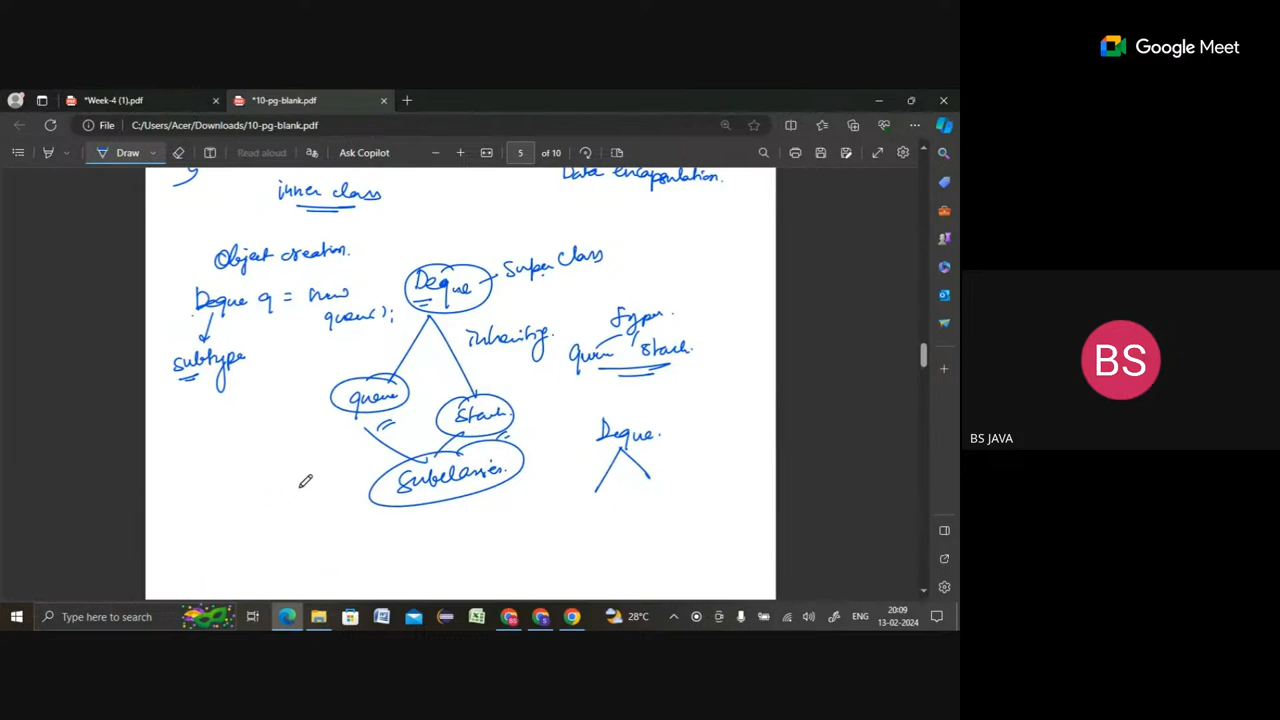 Google Meet
*Week-4 (1).pdf
*10-pg-blank.pdf
File
C:/Users/Acer/Downloads/10-pg-blank.pdf
Draw
Read aloud
aあ
Ask Copilot
5
of 10
inner class
Data encapsulation.
Object creation.
Deque q = new
queue();
subtype
Deque
Super Class
inheriting.
queue
Stack.
Subclasses.
Stack.
Deque.
BS
BS JAVA
Type here to search
28°C
ENG
20:09
13-02-2024